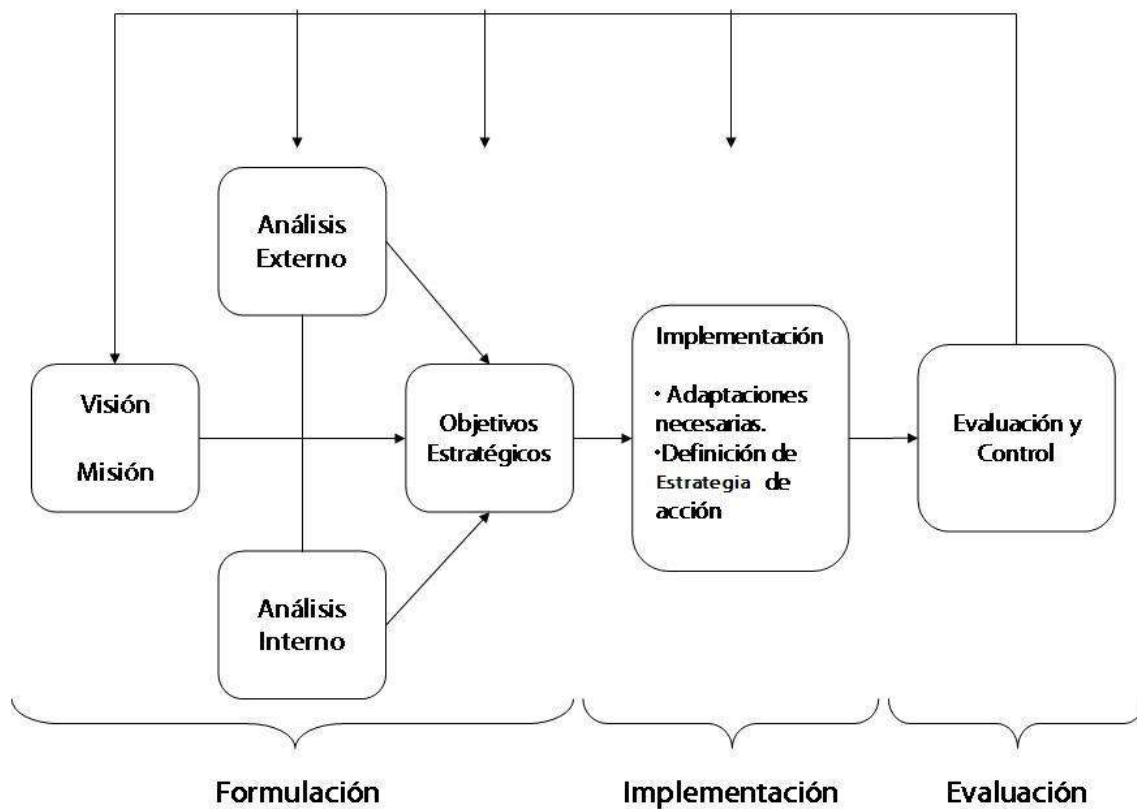 Análisis
Externo
Visión
Misión
Objetivos
Estratégicos
Implementación
• Adaptaciones
necesarias.
•Definición de
Estrategia de
acción
Evaluación y
Control
Análisis
Interno
Formulación
Implementación
Evaluación